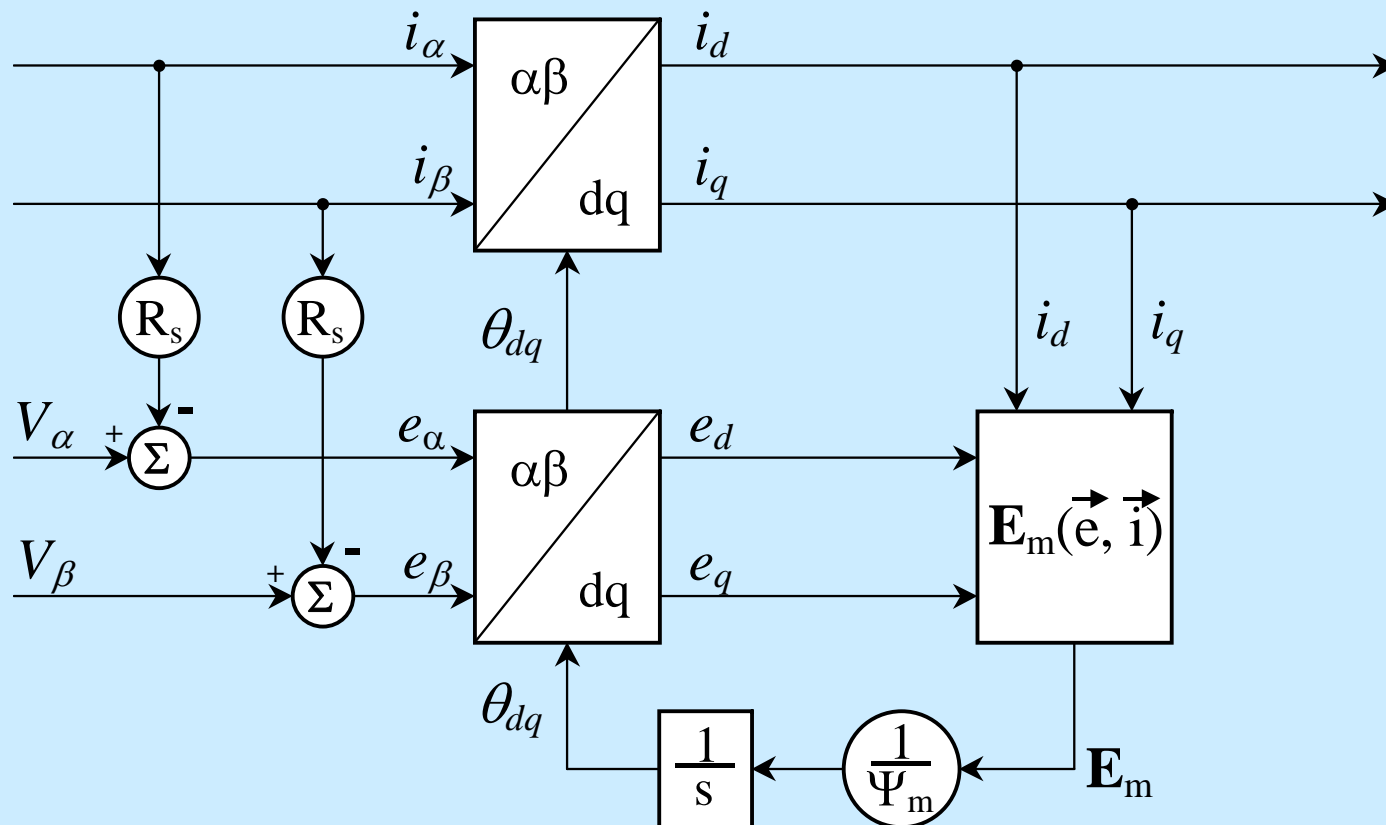 iα id
αβ
iβ iq
dq
Rs Rs θdq id iq
Vα + - Σ eα ed
αβ
Em(e, i)
Vβ + - Σ eβ eq
dq
θdq
1/s 1/Ψm Em